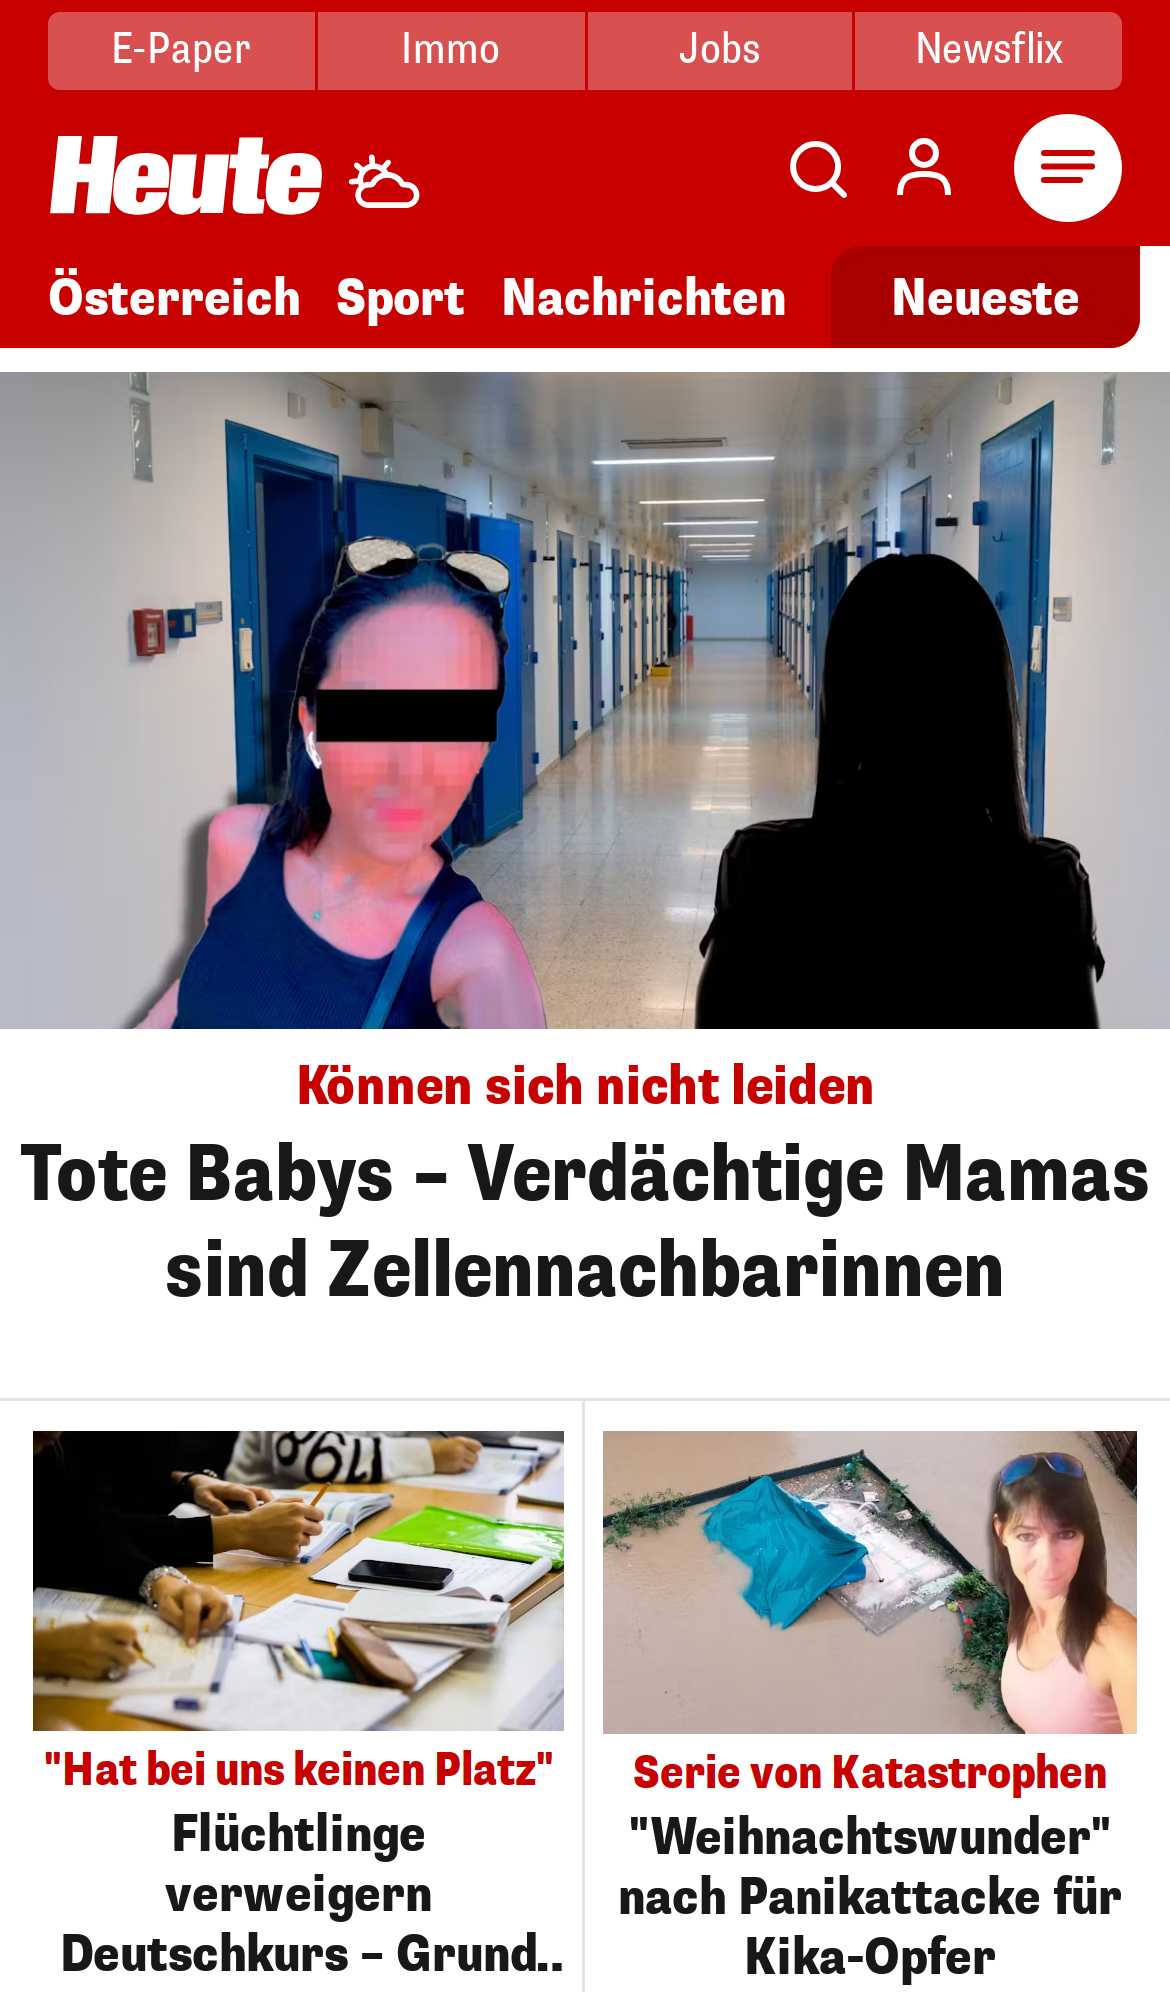 E-Paper
Immo
Jobs
Newsflix
Heute
Österreich
Sport
Nachrichten
Neueste
Können sich nicht leiden
Tote Babys – Verdächtige Mamas
sind Zellennachbarinnen
"Hat bei uns keinen Platz"
Flüchtlinge
verweigern
Deutschkurs – Grund..
Serie von Katastrophen
"Weihnachtswunder"
nach Panikattacke für
Kika-Opfer